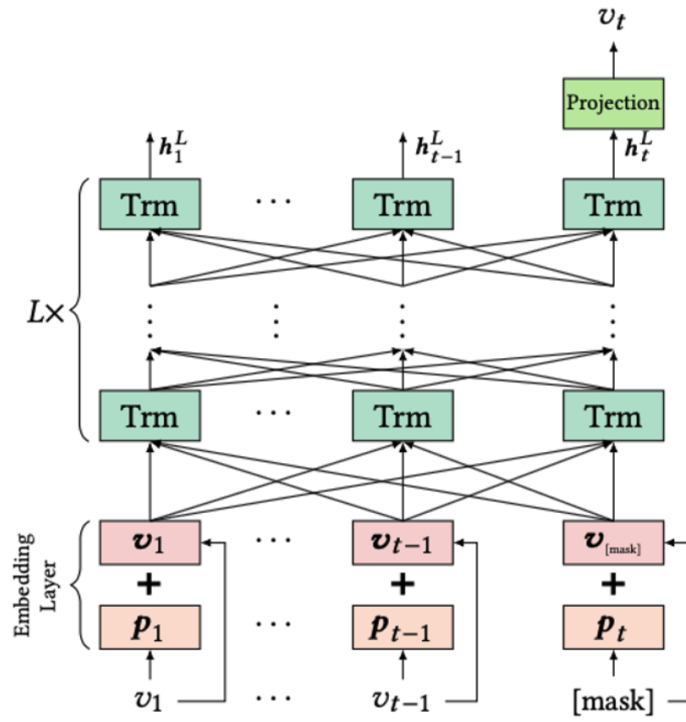 v_t
Projection
h_1^L h_{t-1}^L h_t^L
Trm ··· Trm Trm
L×
Trm ··· Trm Trm
Embedding
Layer
v_1 ··· v_{t-1} v_[mask]
+ + +
p_1 ··· p_{t-1} p_t
v_1 ··· v_{t-1} [mask]